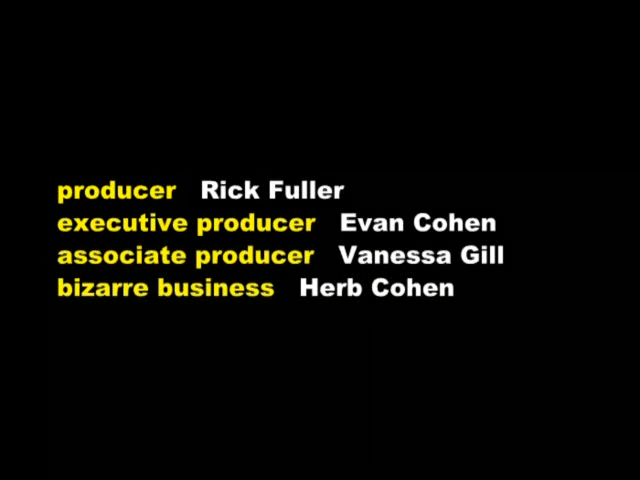 producer Rick Fuller
executive producer Evan Cohen
associate producer Vanessa Gill
bizarre business Herb Cohen